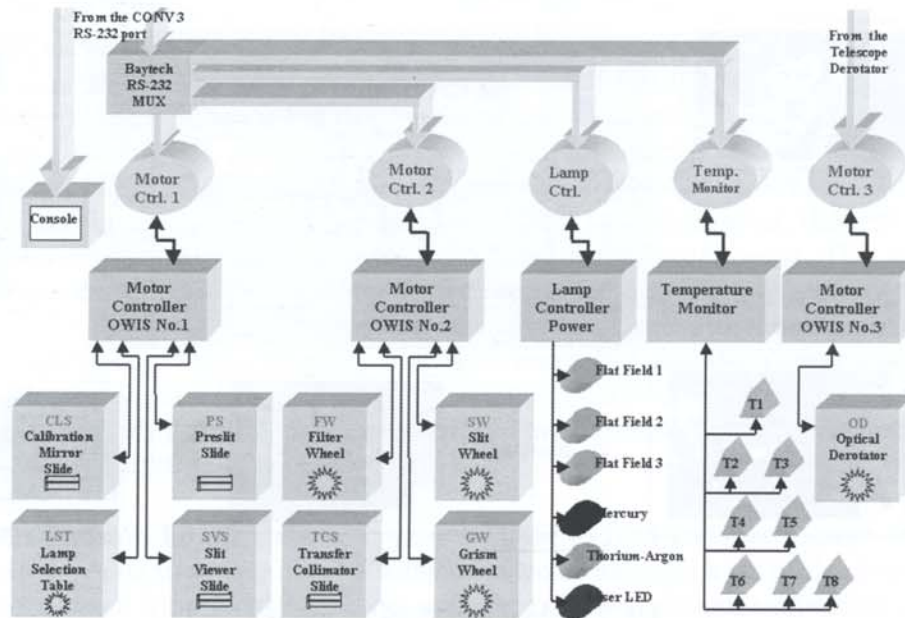 From the CONV3
RS-232 port
From the
Telescope
Derotator
Baytech
RS-232
MUX
Console
Motor
Ctrl. 1
Motor
Ctrl. 2
Lamp
Ctrl.
Temp.
Monitor
Motor
Ctrl. 3
Motor
Controller
OWIS No.1
Motor
Controller
OWIS No.2
Lamp
Controller
Power
Temperature
Monitor
Motor
Controller
OWIS No.3
CLS
Calibration
Mirror
Slide
PS
Preslit
Slide
FW
Filter
Wheel
SW
Slit
Wheel
LST
Lamp
Selection
Table
SVS
Slit
Viewer
Slide
TCS
Transfer
Collimator
Slide
GW
Grism
Wheel
Flat Field 1
Flat Field 2
Flat Field 3
Mercury
Thorium-Argon
Laser LED
T1
T2
T3
T4
T5
T6
T7
T8
OD
Optical
Derotator